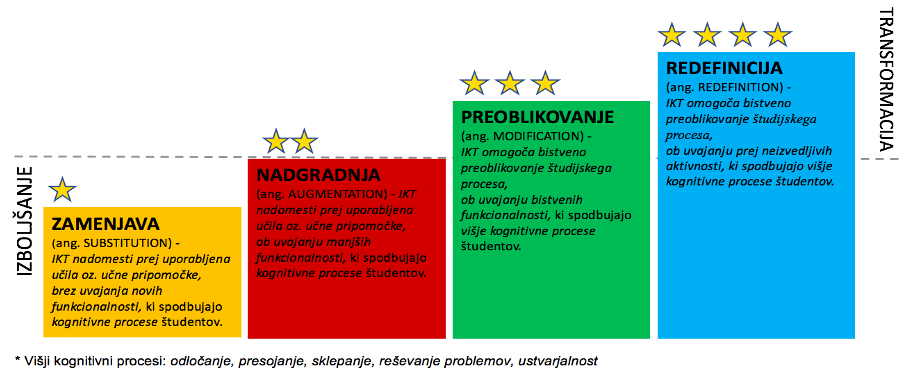 IZBOLJŠANJE
ZAMENJAVA
(ang. SUBSTITUTION) -
IKT nadomesti prej uporabljena
učila oz. učne pripomočke,
brez uvajanja novih
funkcionalnosti, ki spodbujajo
kognitivne procese študentov.
NADGRADNJA
(ang. AUGMENTATION) - IKT
nadomesti prej uporabljena
učila oz. učne pripomočke,
ob uvajanju manjših
funkcionalnosti, ki spodbujajo
kognitivne procese študentov.
PREOBLIKOVANJE
(ang. MODIFICATION) -
IKT omogoča bistveno
preoblikovanje študijskega
procesa,
ob uvajanju bistvenih
funkcionalnosti, ki spodbujajo
višje kognitivne procese
študentov.
REDEFINICIJA
(ang. REDEFINITION) -
IKT omogoča bistveno
preoblikovanje študijskega
procesa,
ob uvajanju prej neizvedljivih
aktivnosti, ki spodbujajo višje
kognitivne procese študentov.
TRANSFORMACIJA
* Višji kognitivni procesi: odločanje, presojanje, sklepanje, reševanje problemov, ustvarjalnost